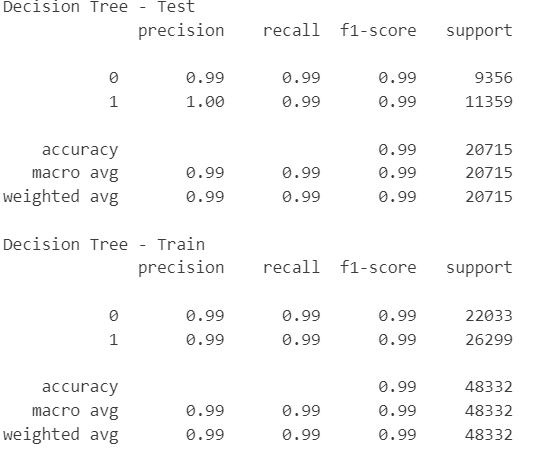 Decision Tree - Test
precision recall f1-score support
0 0.99 0.99 0.99 9356
1 1.00 0.99 0.99 11359
accuracy 0.99 20715
macro avg 0.99 0.99 0.99 20715
weighted avg 0.99 0.99 0.99 20715
Decision Tree - Train
precision recall f1-score support
0 0.99 0.99 0.99 22033
1 0.99 0.99 0.99 26299
accuracy 0.99 48332
macro avg 0.99 0.99 0.99 48332
weighted avg 0.99 0.99 0.99 48332